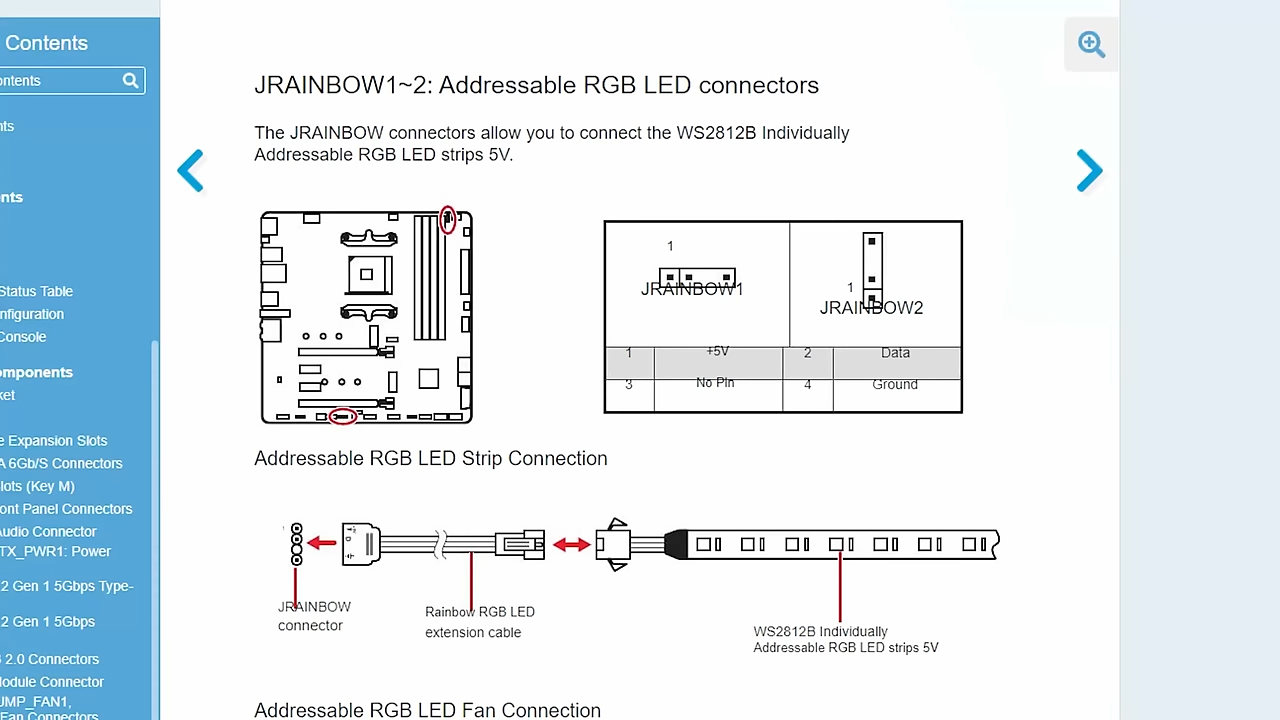 Contents
ontents
nts
nts
Status Table
nfiguration
Console
omponents
ket
e Expansion Slots
A 6Gb/S Connectors
lots (Key M)
ont Panel Connectors
Audio Connector
TX_PWR1: Power
2 Gen 1 5Gbps Type-
2 Gen 1 5Gbps
2.0 Connectors
Module Connector
UMP_FAN1,
Fan Connectors
JRAINBOW1~2: Addressable RGB LED connectors
The JRAINBOW connectors allow you to connect the WS2812B Individually
Addressable RGB LED strips 5V.
1
JRAINBOW1
1
JRAINBOW2
1 +5V 2 Data
3 No Pin 4 Ground
Addressable RGB LED Strip Connection
JRAINBOW
connector
Rainbow RGB LED
extension cable
WS2812B Individually
Addressable RGB LED strips 5V
Addressable RGB LED Fan Connection